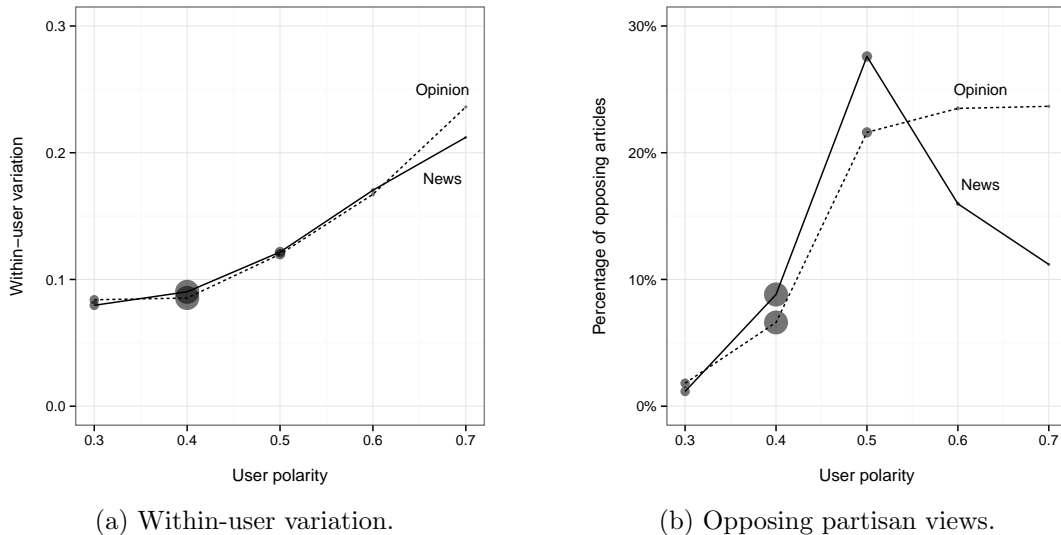 0.3
0.2
0.1
0.0
Within−user variation
Opinion
News
0.3 0.4 0.5 0.6 0.7
User polarity
(a) Within-user variation.
30%
20%
10%
0%
Percentage of opposing articles
Opinion
News
0.3 0.4 0.5 0.6 0.7
User polarity
(b) Opposing partisan views.